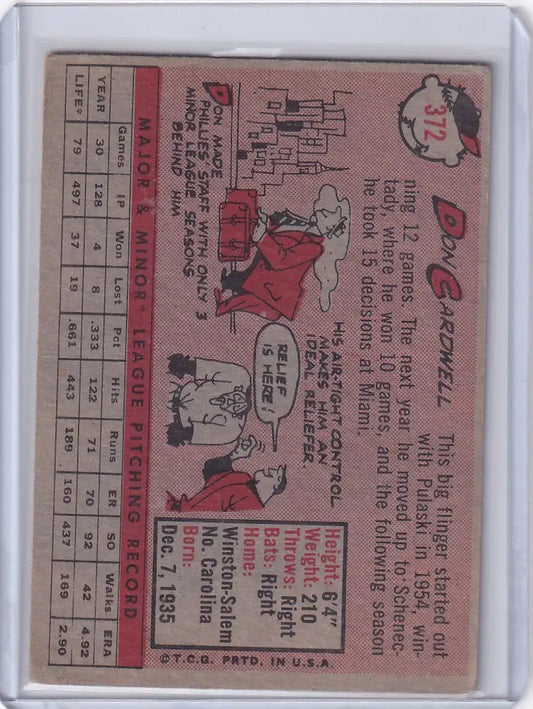 372
DON CARDWELL
This big flinger started out
with Pulaski in 1954, win-
ning 12 games. The next year he moved up to Schenec-
tady, where he won 10 games, and the following season
he took 15 decisions at Miami.
DON MADE
PHILLIES' STAFF WITH ONLY 3
MINOR LEAGUE SEASONS
BEHIND HIM
HIS AIR-TIGHT CONTROL
MAKES HIM AN
IDEAL RELIEFER.
RELIEF
IS HERE!
Height: 6'4"
Weight: 210
Throws: Right
Bats: Right
Home:
Winston-Salem
No. Carolina
Born:
Dec. 7, 1935
©T.C.G. PRTD. IN U.S.A.
MAJOR & MINOR* LEAGUE PITCHING RECORD
Games IP Won Lost Pct Hits Runs ER SO Walks ERA
YEAR 30 128 4 8 .333 122 71 70 92 42 4.92
LIFE* 79 497 37 19 .661 443 189 160 437 169 2.90